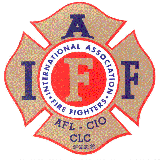 A
I F F
INTERNATIONAL ASSOCIATION
FIRE FIGHTERS
AFL - CIO
CLC